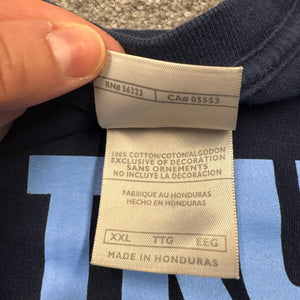 RN# 56323 CA# 05553
100% COTTON/COTON/ALGODON
EXCLUSIVE OF DECORATION
SANS ORNEMENTS
NO INCLUYE LA DECORACION
FABRIQUE AU HONDURAS
HECHO EN HONDURAS
XXL TTG EEG
MADE IN HONDURAS